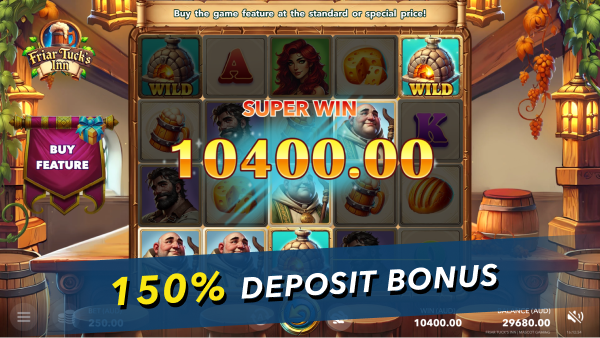 Buy the game feature at the standard or special price!
Friar Tuck's
Inn
WILD
A
WILD
SUPER WIN
BUY
FEATURE
10400.00
K
150% DEPOSIT BONUS
250.00
10400.00
BALANCE (AUD)
29680.00